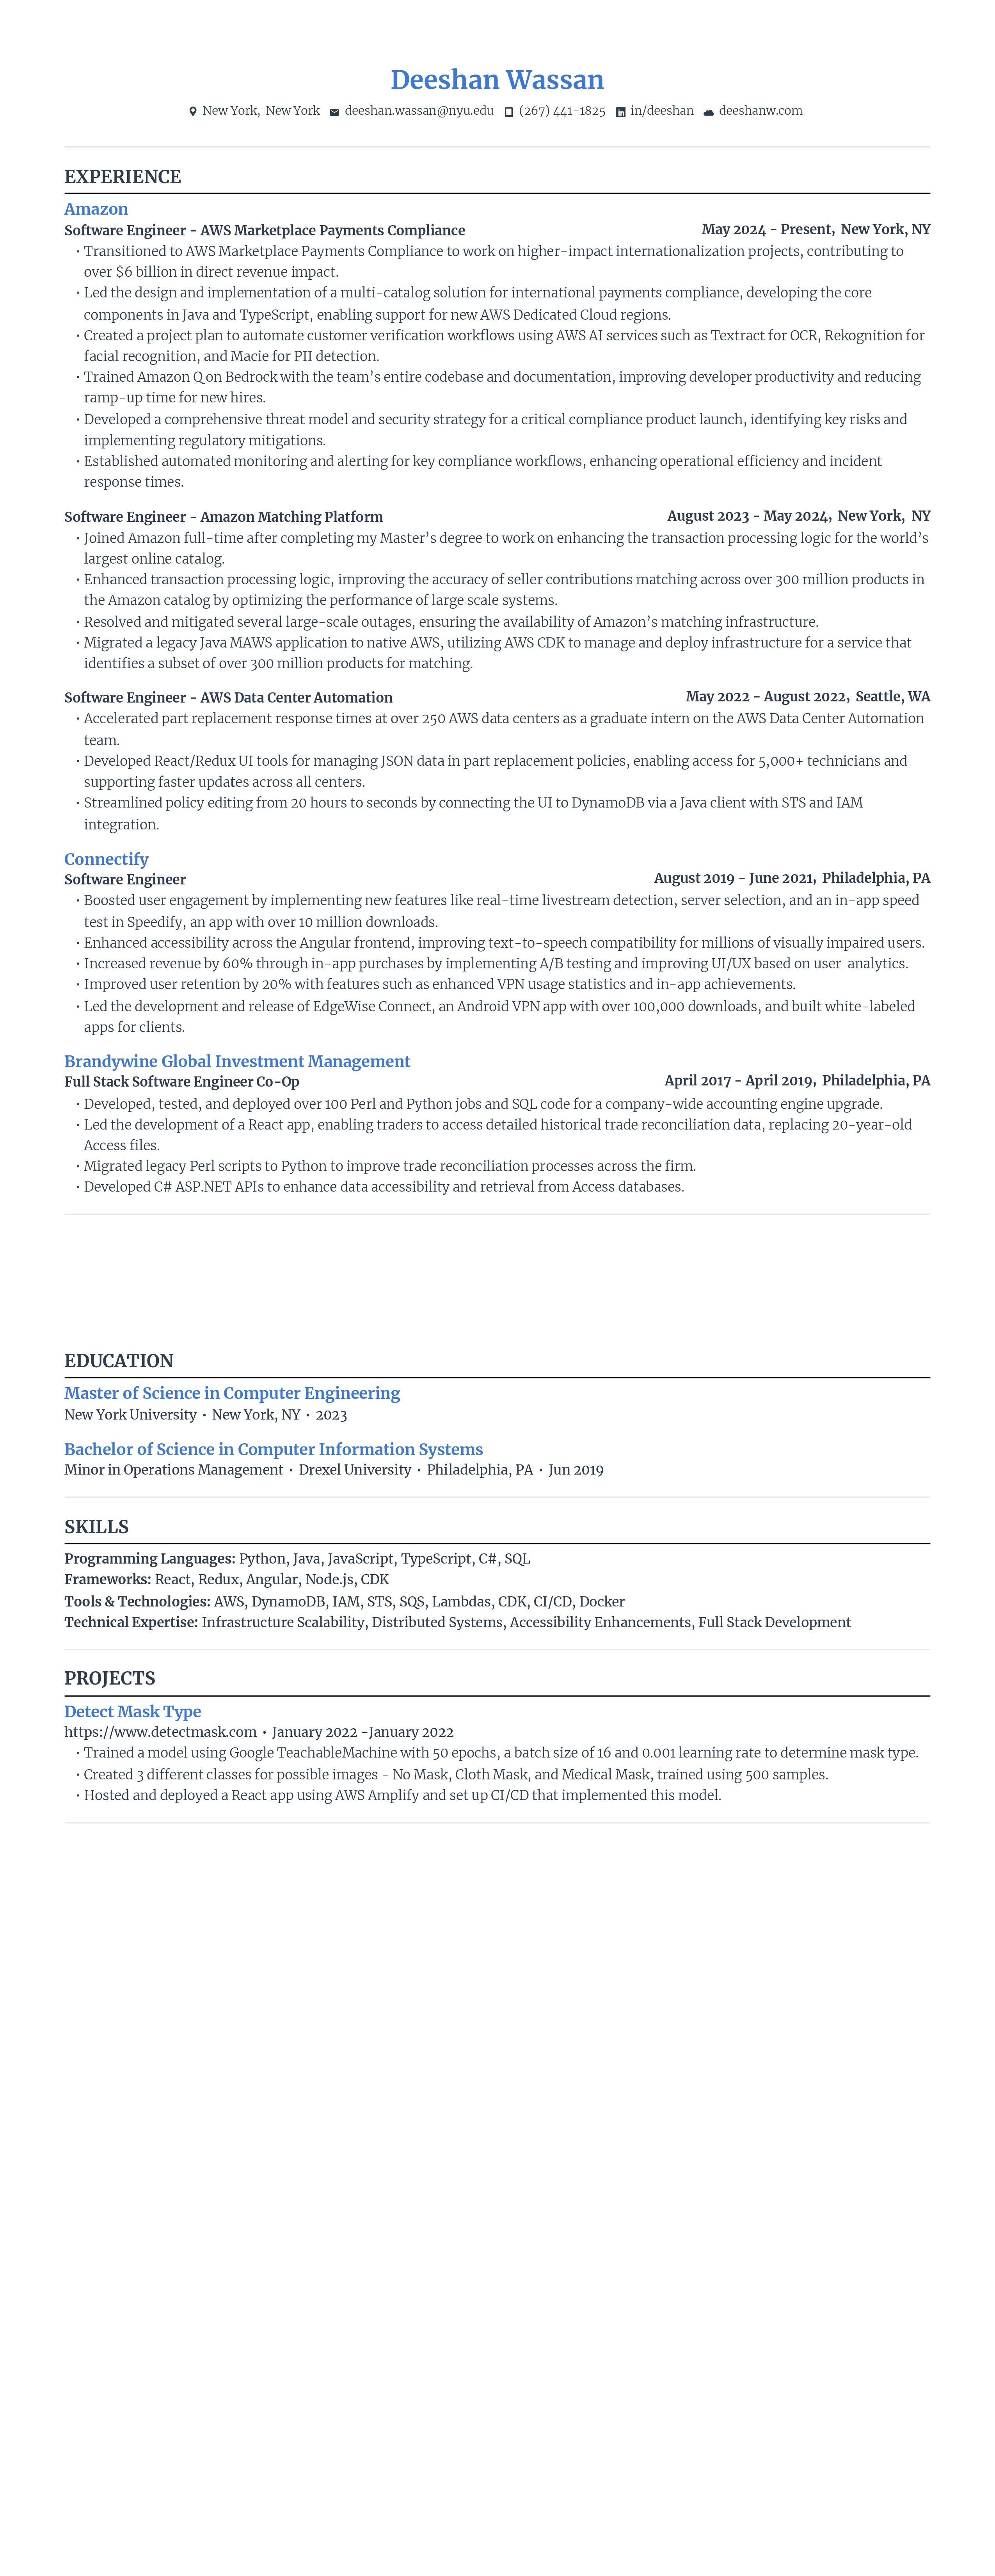 Deeshan Wassan
New York, New York deeshan.wassan@nyu.edu (267) 441-1825 in/deeshan deeshanw.com
EXPERIENCE
Amazon
Software Engineer - AWS Marketplace Payments Compliance May 2024 - Present, New York, NY
• Transitioned to AWS Marketplace Payments Compliance to work on higher-impact internationalization projects, contributing to
over $6 billion in direct revenue impact.
• Led the design and implementation of a multi-catalog solution for international payments compliance, developing the core
components in Java and TypeScript, enabling support for new AWS Dedicated Cloud regions.
• Created a project plan to automate customer verification workflows using AWS AI services such as Textract for OCR, Rekognition for
facial recognition, and Macie for PII detection.
• Trained Amazon Q on Bedrock with the team's entire codebase and documentation, improving developer productivity and reducing
ramp-up time for new hires.
• Developed a comprehensive threat model and security strategy for a critical compliance product launch, identifying key risks and
implementing regulatory mitigations.
• Established automated monitoring and alerting for key compliance workflows, enhancing operational efficiency and incident
response times.
Software Engineer - Amazon Matching Platform August 2023 - May 2024, New York, NY
• Joined Amazon full-time after completing my Master's degree to work on enhancing the transaction processing logic for the world's
largest online catalog.
• Enhanced transaction processing logic, improving the accuracy of seller contributions matching across over 300 million products in
the Amazon catalog by optimizing the performance of large scale systems.
• Resolved and mitigated several large-scale outages, ensuring the availability of Amazon's matching infrastructure.
• Migrated a legacy Java MAWS application to native AWS, utilizing AWS CDK to manage and deploy infrastructure for a service that
identifies a subset of over 300 million products for matching.
Software Engineer - AWS Data Center Automation May 2022 - August 2022, Seattle, WA
• Accelerated part replacement response times at over 250 AWS data centers as a graduate intern on the AWS Data Center Automation
team.
• Developed React/Redux UI tools for managing JSON data in part replacement policies, enabling access for 5,000+ technicians and
supporting faster updates across all centers.
• Streamlined policy editing from 20 hours to seconds by connecting the UI to DynamoDB via a Java client with STS and IAM
integration.
Connectify
Software Engineer August 2019 - June 2021, Philadelphia, PA
• Boosted user engagement by implementing new features like real-time livestream detection, server selection, and an in-app speed
test in Speedify, an app with over 10 million downloads.
• Enhanced accessibility across the Angular frontend, improving text-to-speech compatibility for millions of visually impaired users.
• Increased revenue by 60% through in-app purchases by implementing A/B testing and improving UI/UX based on user analytics.
• Improved user retention by 20% with features such as enhanced VPN usage statistics and in-app achievements.
• Led the development and release of EdgeWise Connect, an Android VPN app with over 100,000 downloads, and built white-labeled
apps for clients.
Brandywine Global Investment Management
Full Stack Software Engineer Co-Op April 2017 - April 2019, Philadelphia, PA
• Developed, tested, and deployed over 100 Perl and Python jobs and SQL code for a company-wide accounting engine upgrade.
• Led the development of a React app, enabling traders to access detailed historical trade reconciliation data, replacing 20-year-old
Access files.
• Migrated legacy Perl scripts to Python to improve trade reconciliation processes across the firm.
• Developed C# ASP.NET APIs to enhance data accessibility and retrieval from Access databases.
EDUCATION
Master of Science in Computer Engineering
New York University • New York, NY • 2023
Bachelor of Science in Computer Information Systems
Minor in Operations Management • Drexel University • Philadelphia, PA • Jun 2019
SKILLS
Programming Languages: Python, Java, JavaScript, TypeScript, C#, SQL
Frameworks: React, Redux, Angular, Node.js, CDK
Tools & Technologies: AWS, DynamoDB, IAM, STS, SQS, Lambdas, CDK, CI/CD, Docker
Technical Expertise: Infrastructure Scalability, Distributed Systems, Accessibility Enhancements, Full Stack Development
PROJECTS
Detect Mask Type
https://www.detectmask.com • January 2022 -January 2022
• Trained a model using Google TeachableMachine with 50 epochs, a batch size of 16 and 0.001 learning rate to determine mask type.
• Created 3 different classes for possible images - No Mask, Cloth Mask, and Medical Mask, trained using 500 samples.
• Hosted and deployed a React app using AWS Amplify and set up CI/CD that implemented this model.